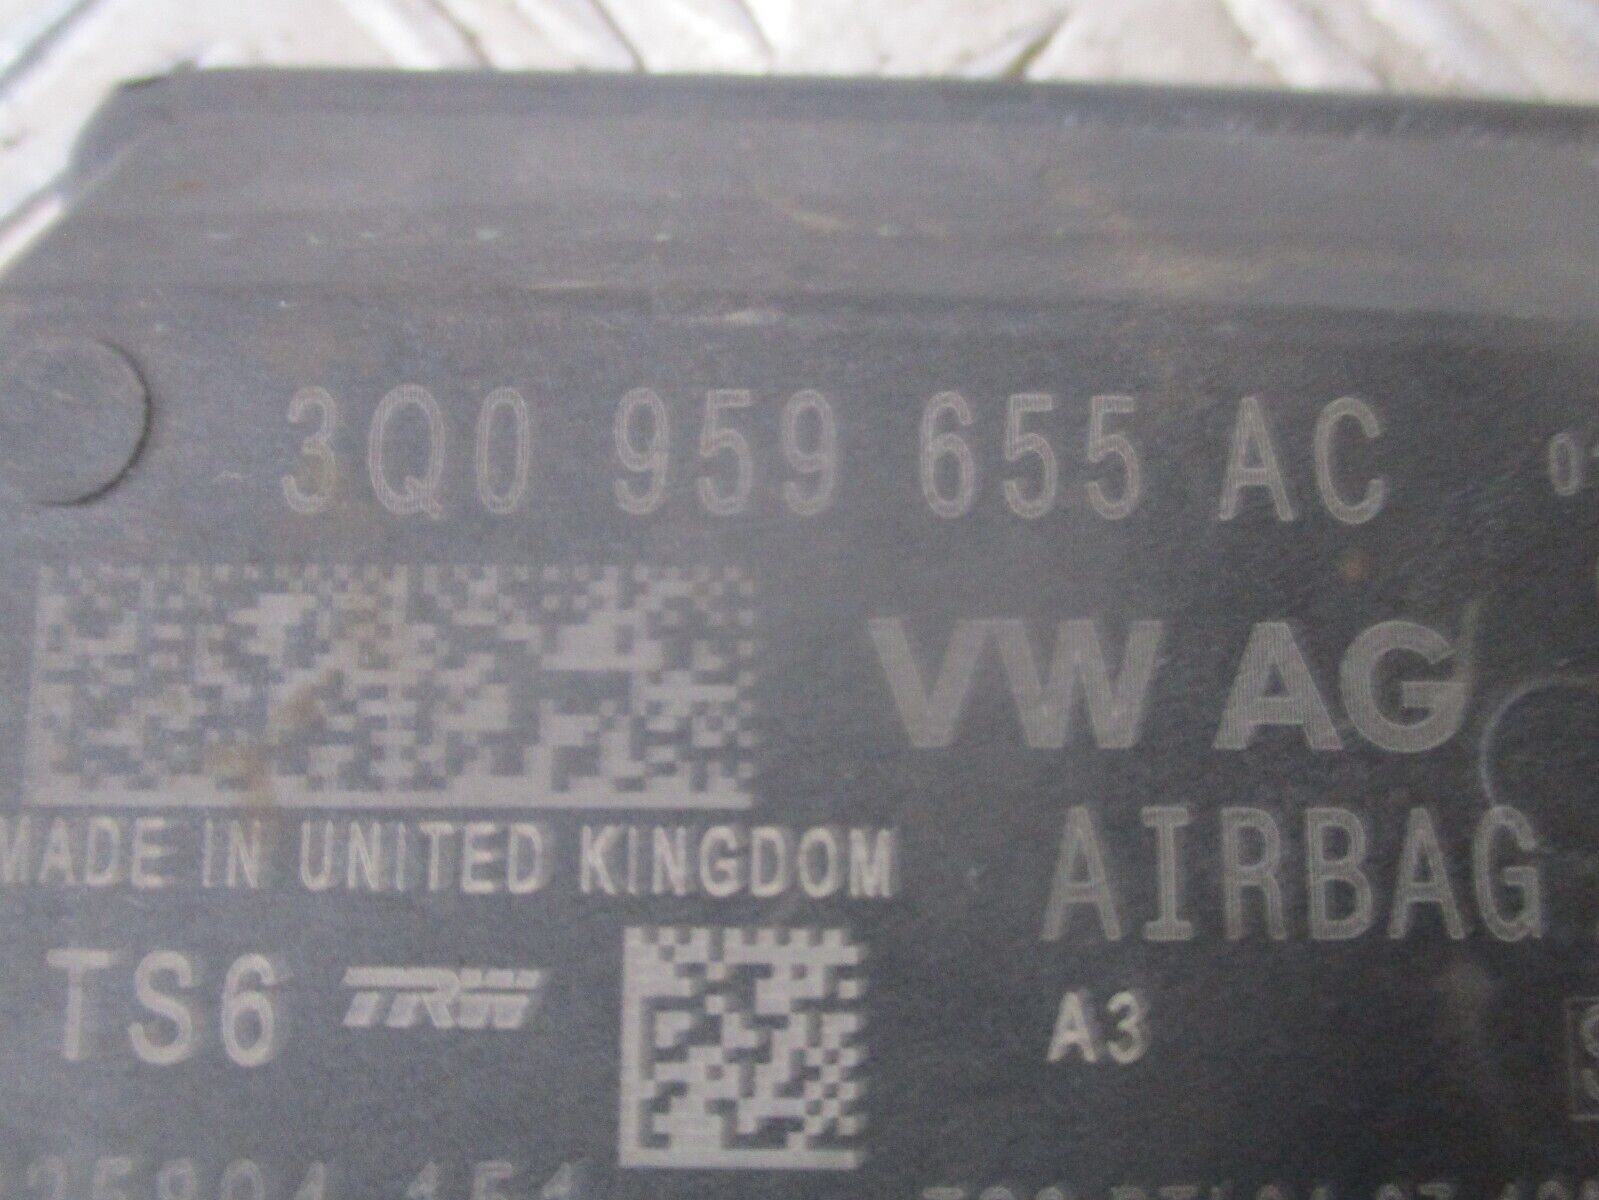 3Q0 959 655 AC
VW AG
MADE IN UNITED KINGDOM
AIRBAG
TS6 TRW
A3